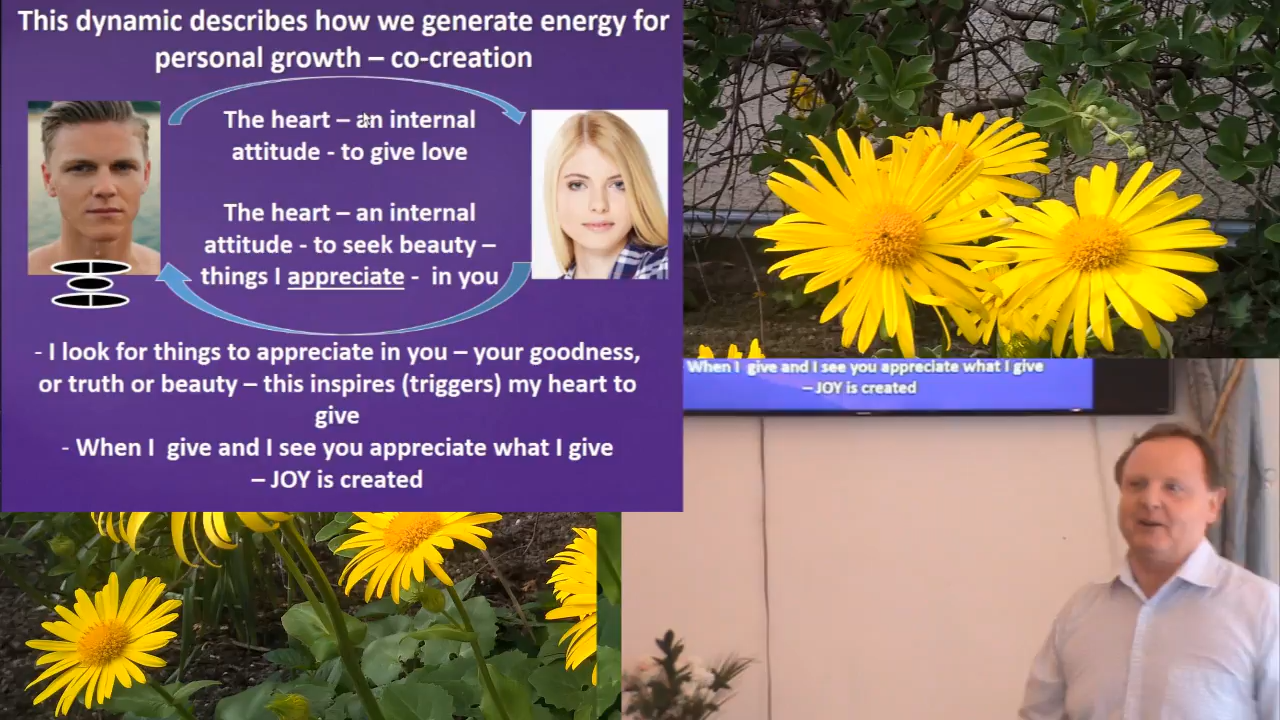 This dynamic describes how we generate energy for
personal growth – co-creation
The heart – an internal
attitude - to give love
The heart – an internal
attitude - to seek beauty –
things I appreciate - in you
- I look for things to appreciate in you – your goodness,
or truth or beauty – this inspires (triggers) my heart to
give
- When I give and I see you appreciate what I give
– JOY is created
When I give and I see you appreciate what I give
– JOY is created